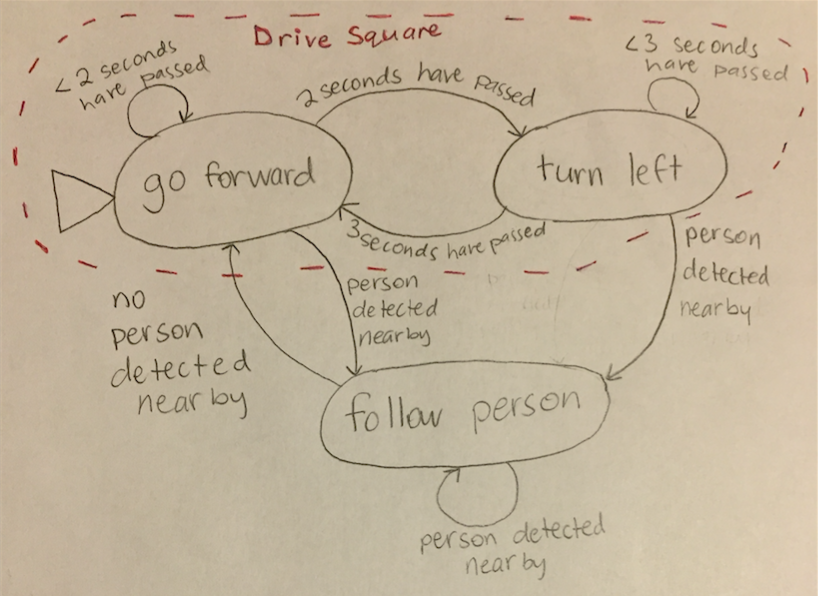 Drive Square
<2 seconds
have passed
2 seconds have passed
<3 seconds
have passed
go forward
turn left
3 seconds have passed
person
detected
nearby
person
detected
nearby
no
person
detected
nearby
follow person
person detected
nearby